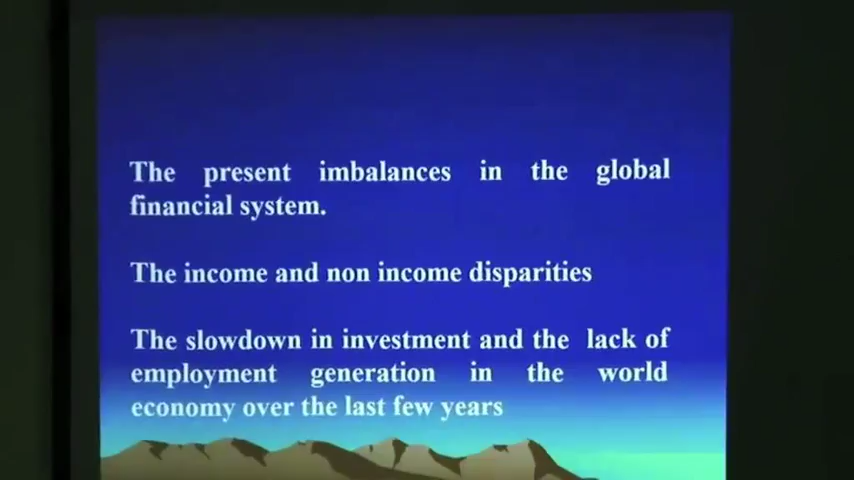 The present imbalances in the global
financial system.
The income and non income disparities
The slowdown in investment and the lack of
employment generation in the world
economy over the last few years